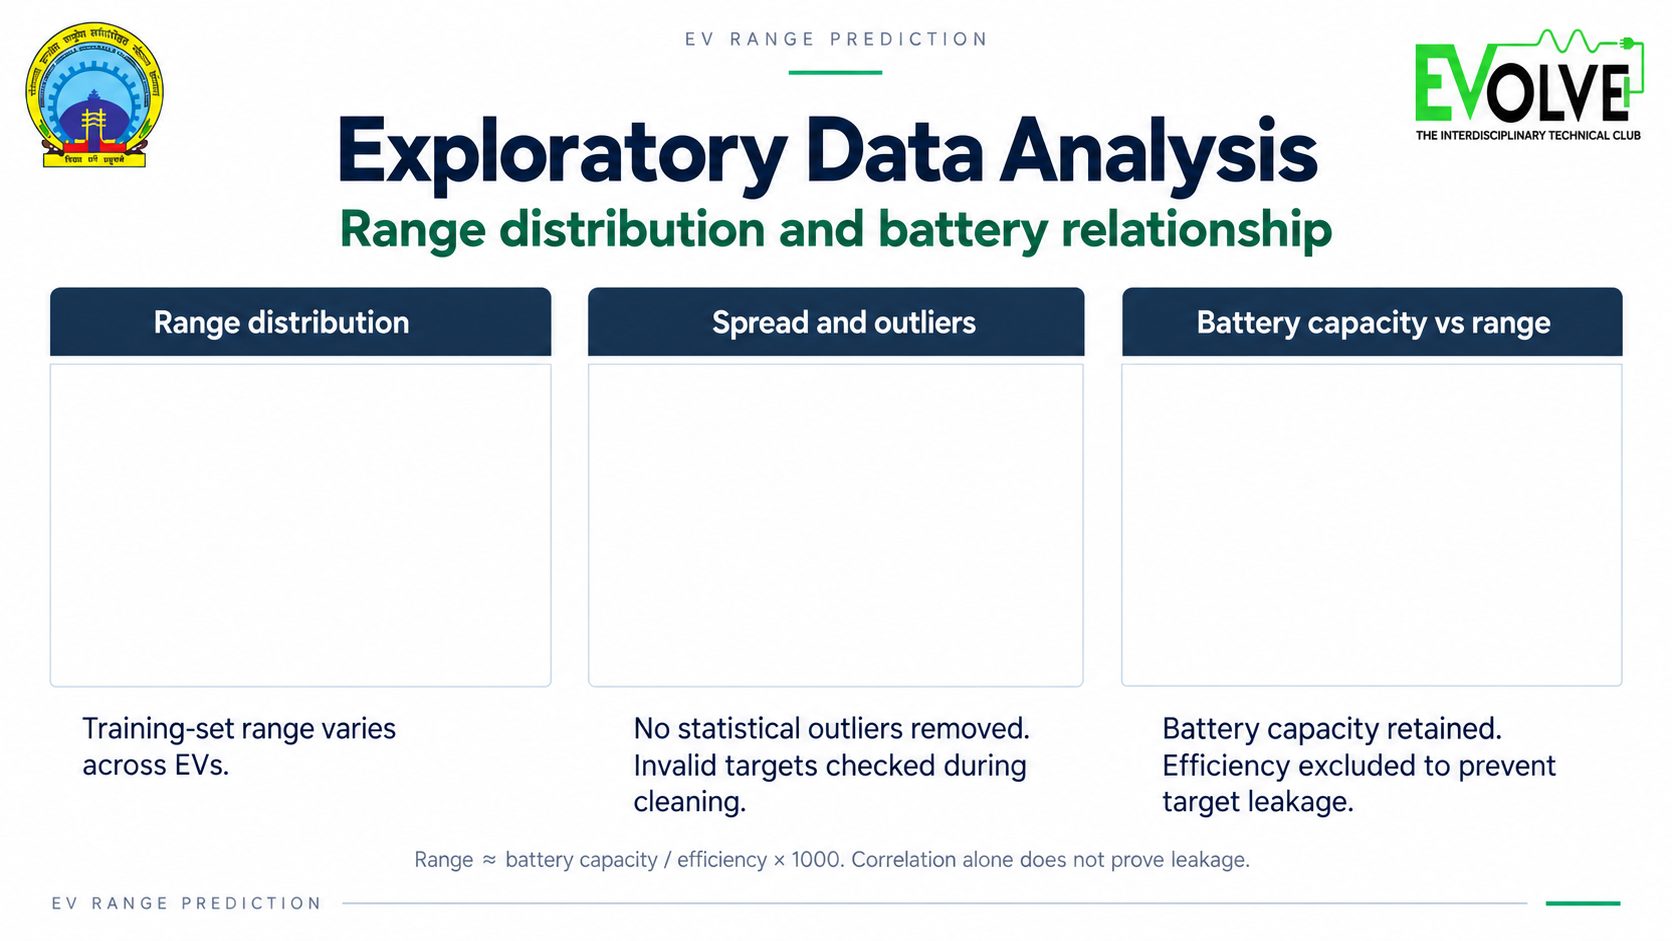 EV RANGE PREDICTION
EVOLVE
THE INTERDISCIPLINARY TECHNICAL CLUB
Exploratory Data Analysis
Range distribution and battery relationship
Range distribution
Spread and outliers
Battery capacity vs range
Training-set range varies
across EVs.
No statistical outliers removed.
Invalid targets checked during
cleaning.
Battery capacity retained.
Efficiency excluded to prevent
target leakage.
Range ≈ battery capacity / efficiency × 1000. Correlation alone does not prove leakage.
EV RANGE PREDICTION